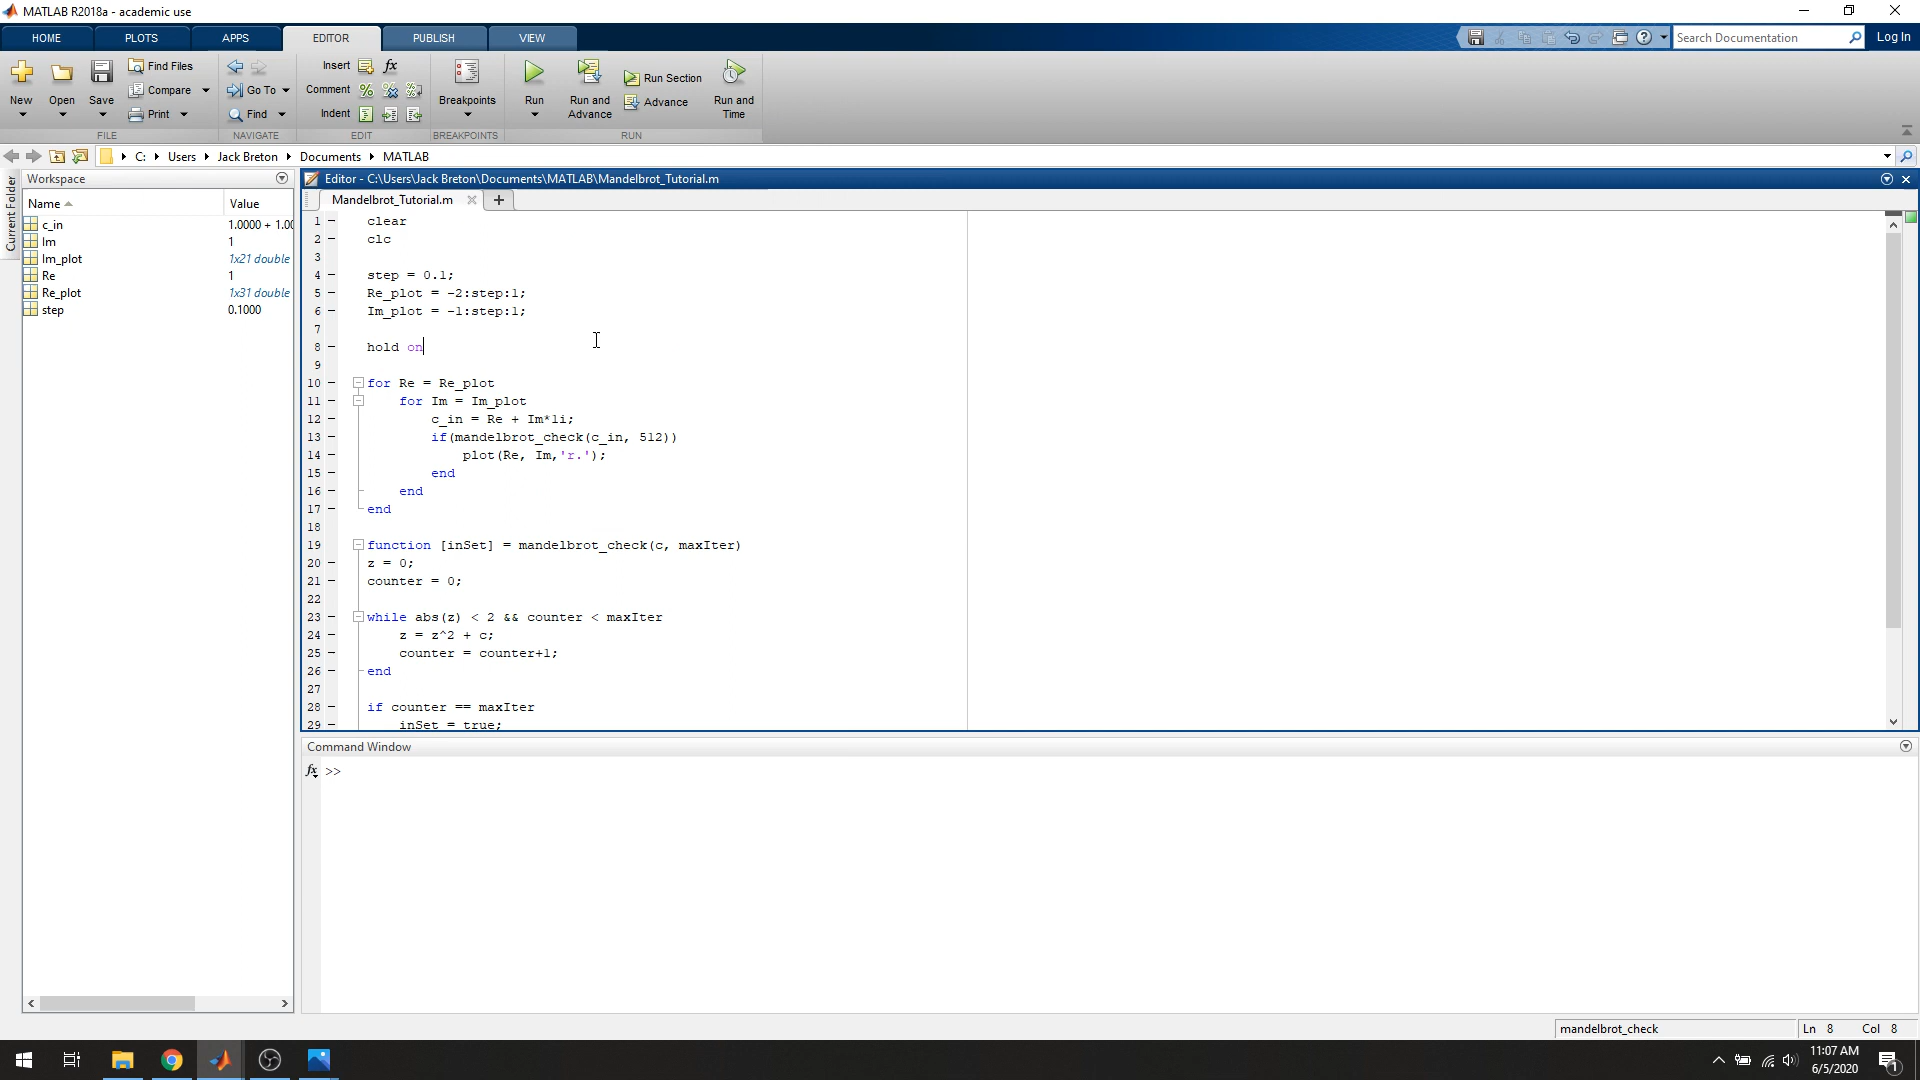 MATLAB R2018a - academic use
HOME PLOTS APPS EDITOR PUBLISH VIEW
Search Documentation Log In
New Open Save
Find Files
Compare
Print
Go To
Find
Insert fx
Comment
Indent
Breakpoints
Run
Run and Advance
Run Section
Advance
Run and Time
FILE NAVIGATE EDIT BREAKPOINTS RUN
C: Users Jack Breton Documents MATLAB
Current Folder
Workspace
Name Value
c_in 1.0000 + 1.00
Im 1
Im_plot 1x21 double
Re 1
Re_plot 1x31 double
step 0.1000
Editor - C:\Users\Jack Breton\Documents\MATLAB\Mandelbrot_Tutorial.m
Mandelbrot_Tutorial.m
1 clear
2 clc
3
4 step = 0.1;
5 Re_plot = -2:step:1;
6 Im_plot = -1:step:1;
7
8 hold on
9
10 for Re = Re_plot
11 for Im = Im_plot
12 c_in = Re + Im*1i;
13 if(mandelbrot_check(c_in, 512))
14 plot(Re, Im,'r.');
15 end
16 end
17 end
18
19 function [inSet] = mandelbrot_check(c, maxIter)
20 z = 0;
21 counter = 0;
22
23 while abs(z) < 2 && counter < maxIter
24 z = z^2 + c;
25 counter = counter+1;
26 end
27
28 if counter == maxIter
29 inSet = true;
Command Window
fx >>
mandelbrot_check Ln 8 Col 8
11:07 AM
6/5/2020
1